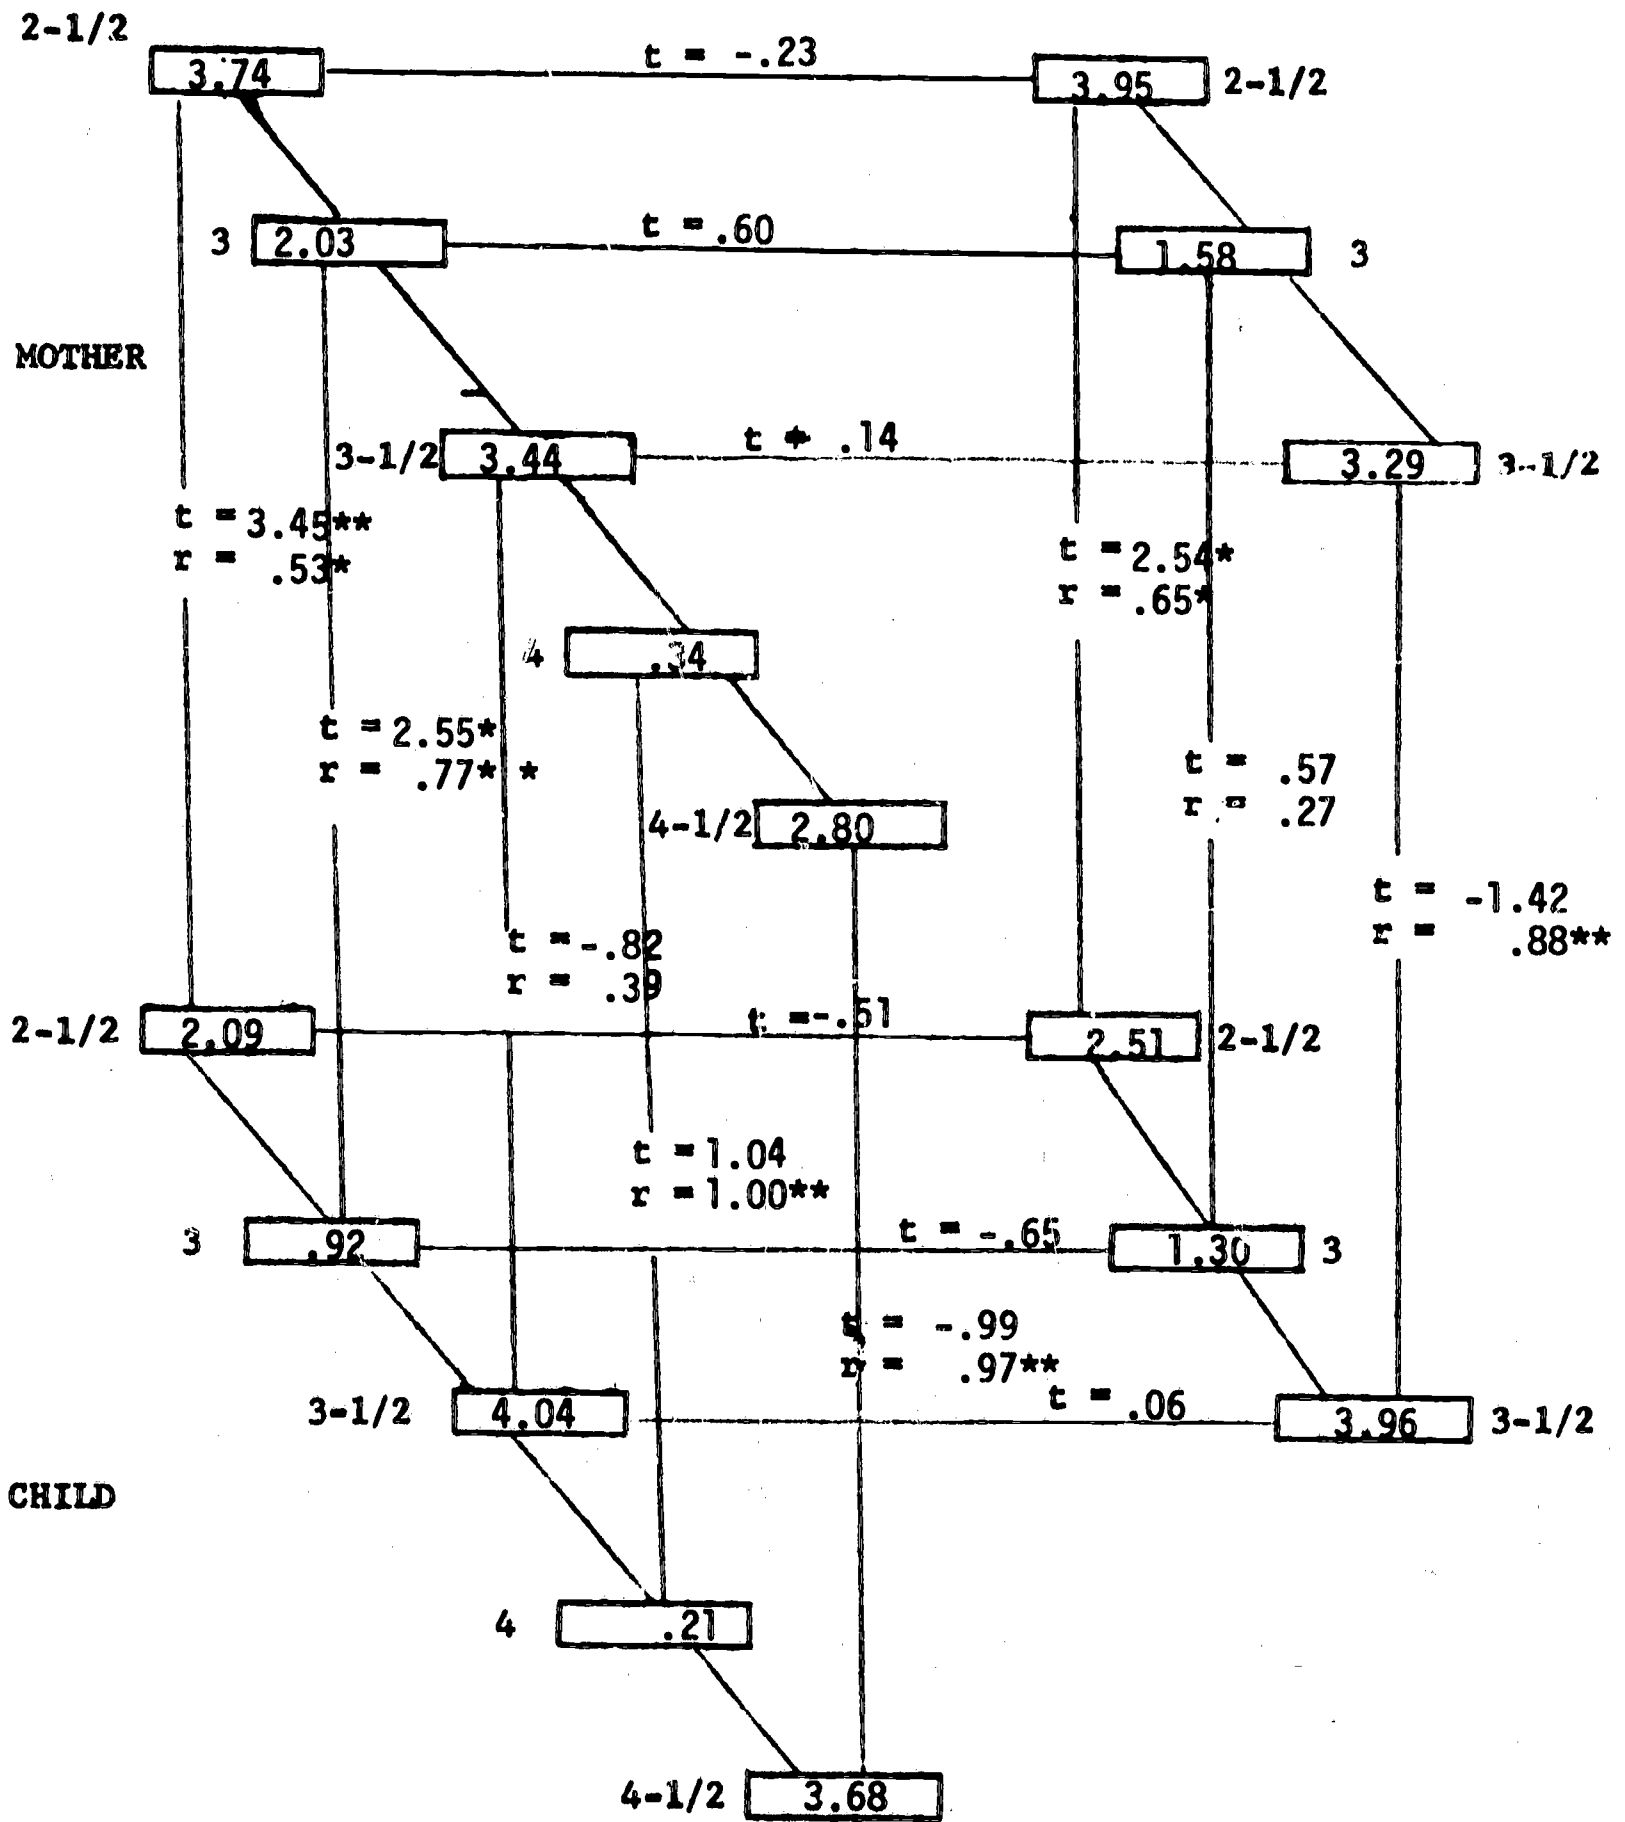 2-1/2
3.74
t = -.23
3.95
2-1/2
3
2.03
t = .60
1.58
3
MOTHER
3-1/2
3.44
t = .14
3.29
3-1/2
t = 3.45**
r = .53*
t = 2.54*
r = .65*
4
.34
t = 2.55*
r = .77* *
t = .57
r = .27
4-1/2
2.80
t = -1.42
r = .88**
t = -.82
r = .39
2-1/2
2.09
t = -.51
2.51
2-1/2
t = 1.04
r = 1.00**
3
.92
t = -.65
1.30
3
t = -.99
r = .97**
3-1/2
4.04
t = .06
3.96
3-1/2
CHILD
4
.21
4-1/2
3.68